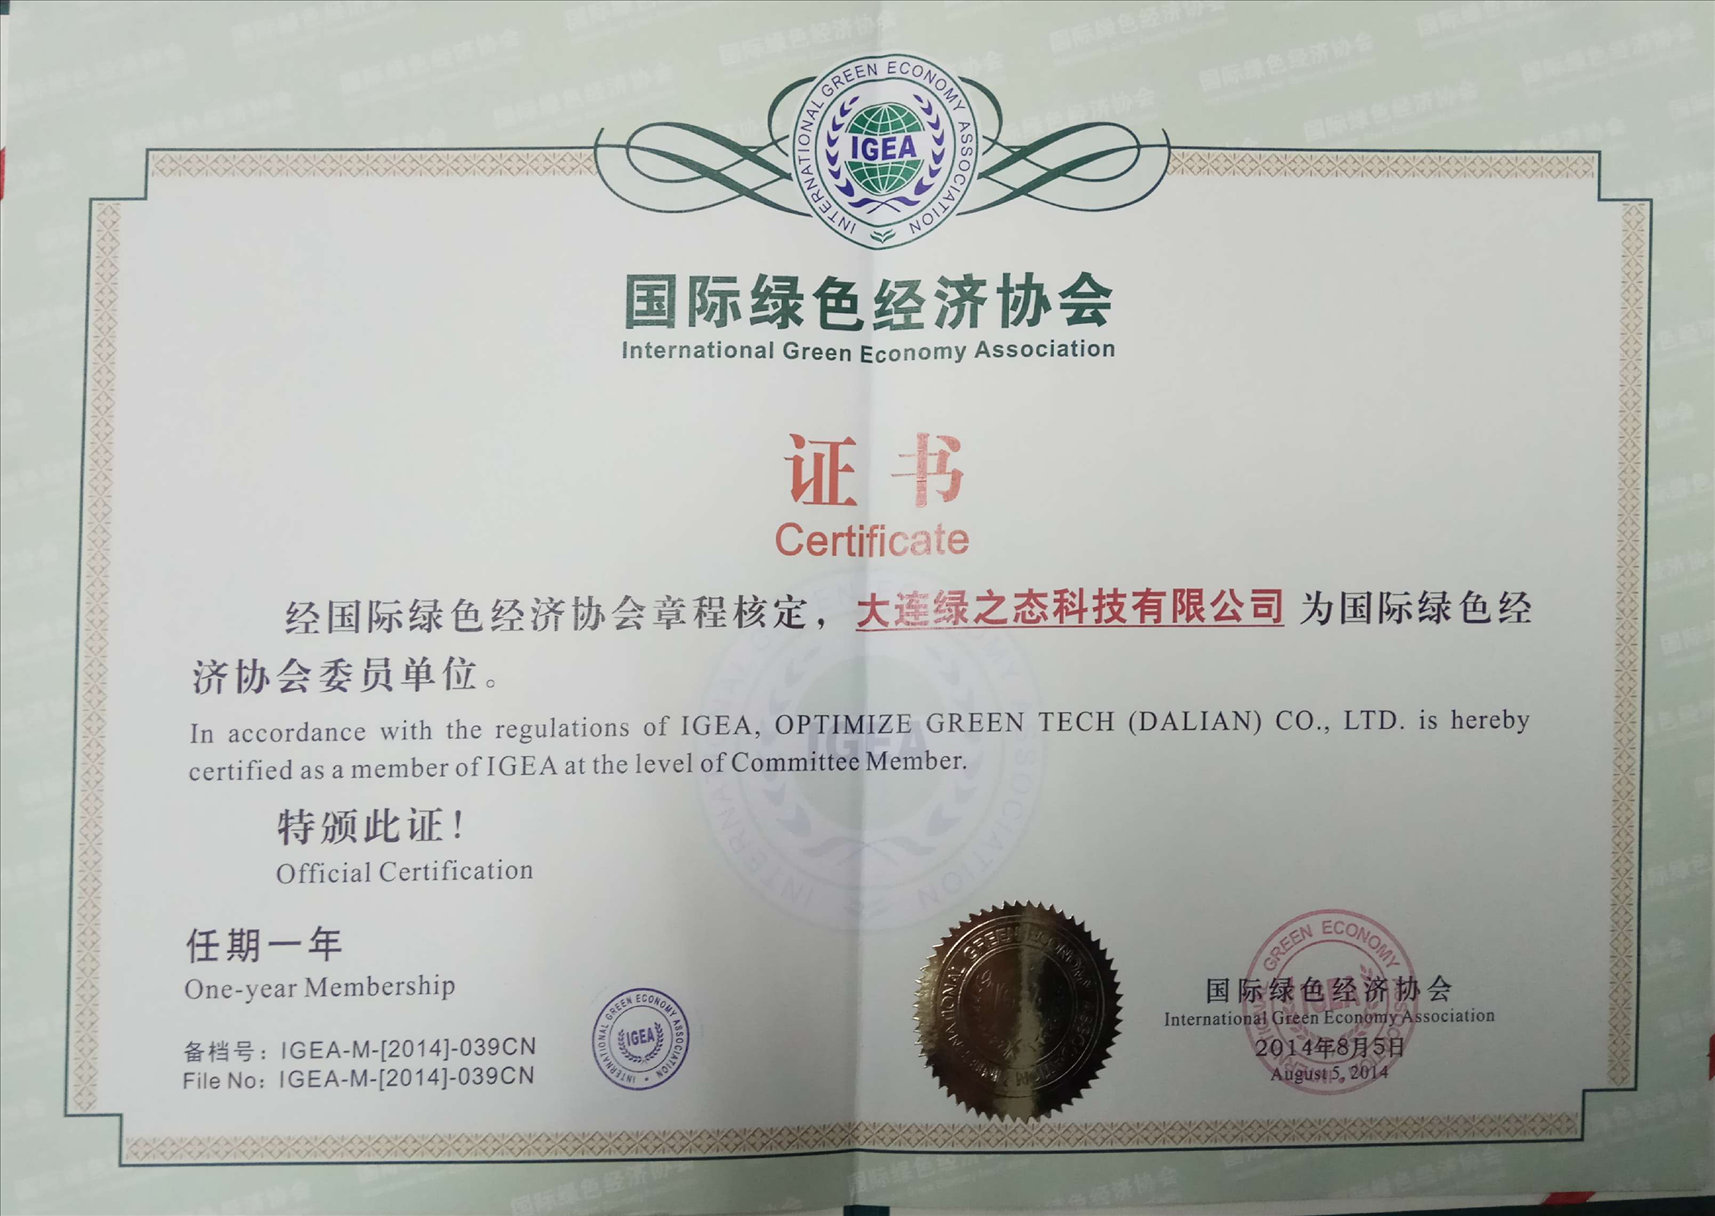 INTERNATIONAL GREEN ECONOMY ASSOCIATION
IGEA
国际绿色经济协会
International Green Economy Association
证书
Certificate
经国际绿色经济协会章程核定，大连绿之态科技有限公司 为国际绿色经
济协会委员单位。
In accordance with the regulations of IGEA, OPTIMIZE GREEN TECH (DALIAN) CO., LTD. is hereby
certified as a member of IGEA at the level of Committee Member.
特颁此证！
Official Certification
任期一年
One-year Membership
备档号：IGEA-M-[2014]-039CN
File No：IGEA-M-[2014]-039CN
INTERNATIONAL GREEN ECONOMY ASSOCIATION
IGEA
国际绿色经济协会
International Green Economy Association
2014年8月5日
August 5, 2014